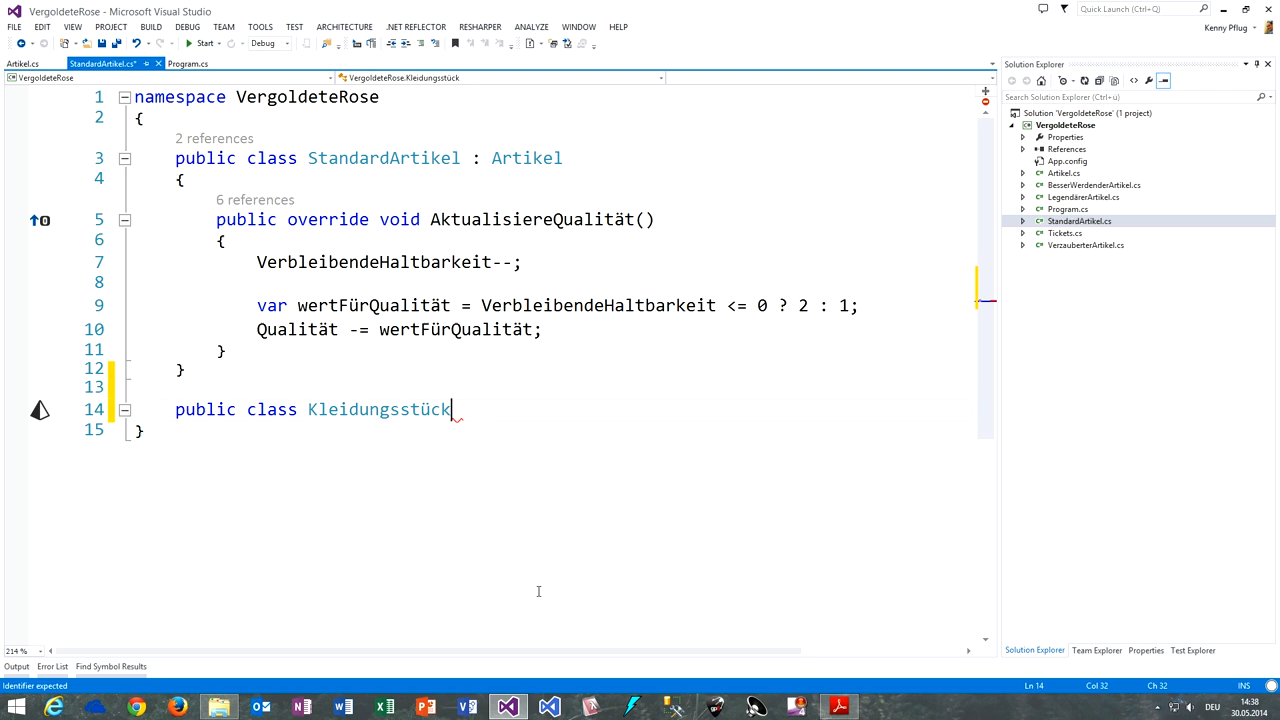 VergoldeteRose - Microsoft Visual Studio
Quick Launch (Ctrl+Q)
FILE EDIT VIEW PROJECT BUILD DEBUG TEAM TOOLS TEST ARCHITECTURE .NET REFLECTOR RESHARPER ANALYZE WINDOW HELP
Kenny Pflug
Start Debug
Artikel.cs StandardArtikel.cs* Program.cs
VergoldeteRose VergoldeteRose.Kleidungsstück
1 namespace VergoldeteRose
2 {
2 references
3 public class StandardArtikel : Artikel
4 {
6 references
5 public override void AktualisiereQualität()
6 {
7 VerbleibendeHaltbarkeit--;
8
9 var wertFürQualität = VerbleibendeHaltbarkeit <= 0 ? 2 : 1;
10 Qualität -= wertFürQualität;
11 }
12 }
13
14 public class Kleidungsstück
15 }
214 %
Solution Explorer
Search Solution Explorer (Ctrl+ü)
Solution 'VergoldeteRose' (1 project)
VergoldeteRose
Properties
References
App.config
Artikel.cs
BesserWerdenderArtikel.cs
LegendärerArtikel.cs
Program.cs
StandardArtikel.cs
Tickets.cs
VerzauberterArtikel.cs
Solution Explorer Team Explorer Properties Test Explorer
Output Error List Find Symbol Results
Identifier expected Ln 14 Col 32 Ch 32 INS
DEU
14:38
30.05.2014